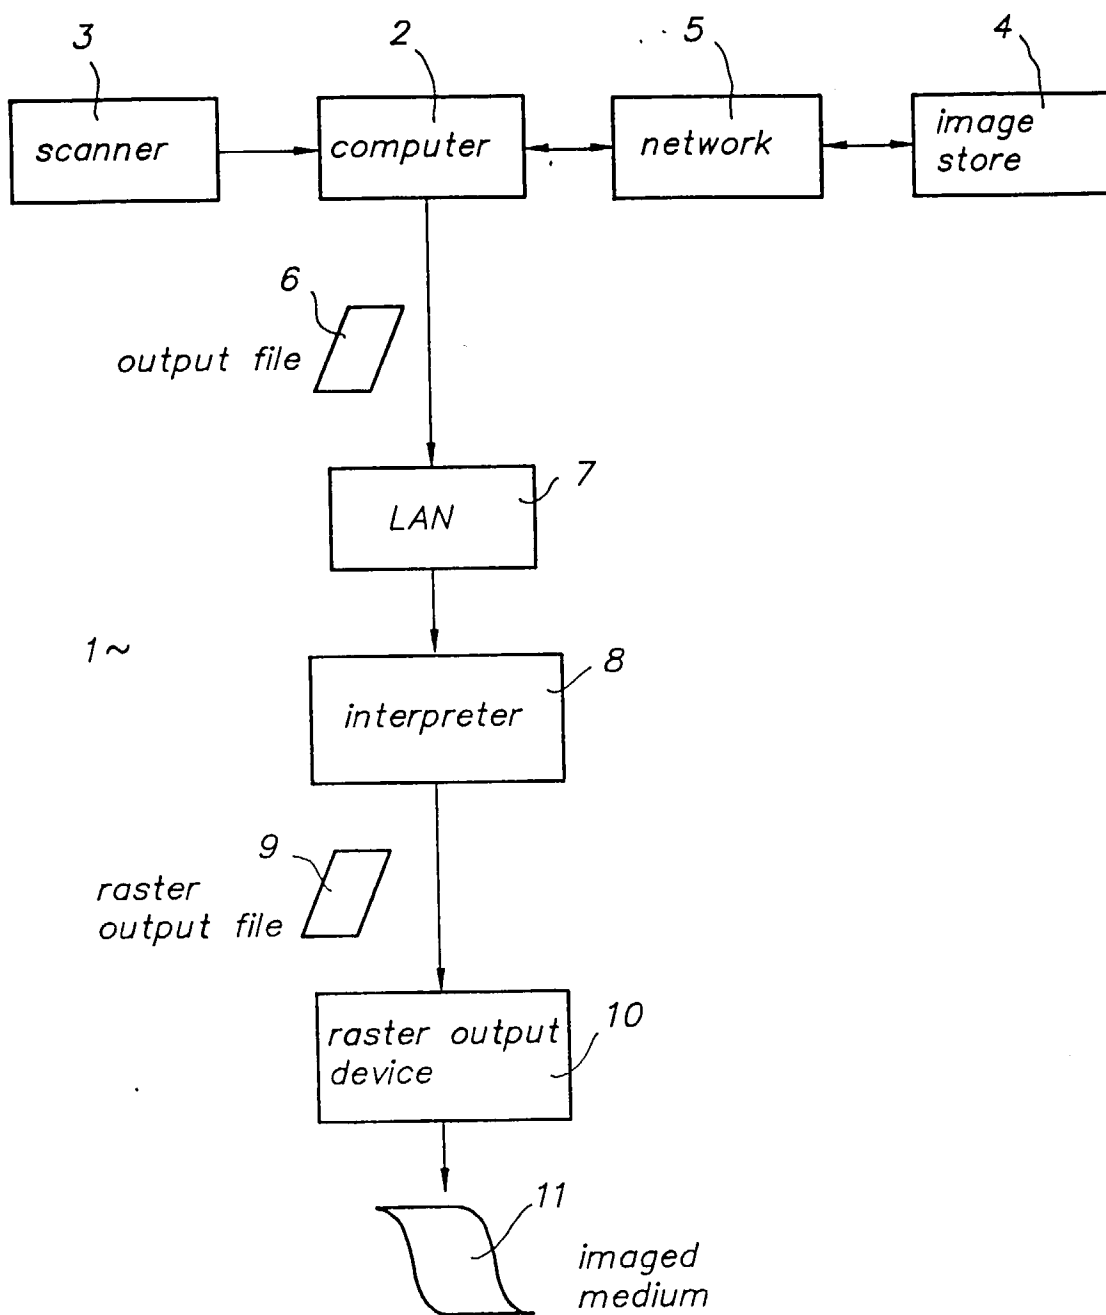 3
2
5
4
scanner
computer
network
image
store
6
output file
7
LAN
1~
8
interpreter
9
raster
output file
10
raster output
device
11
imaged
medium